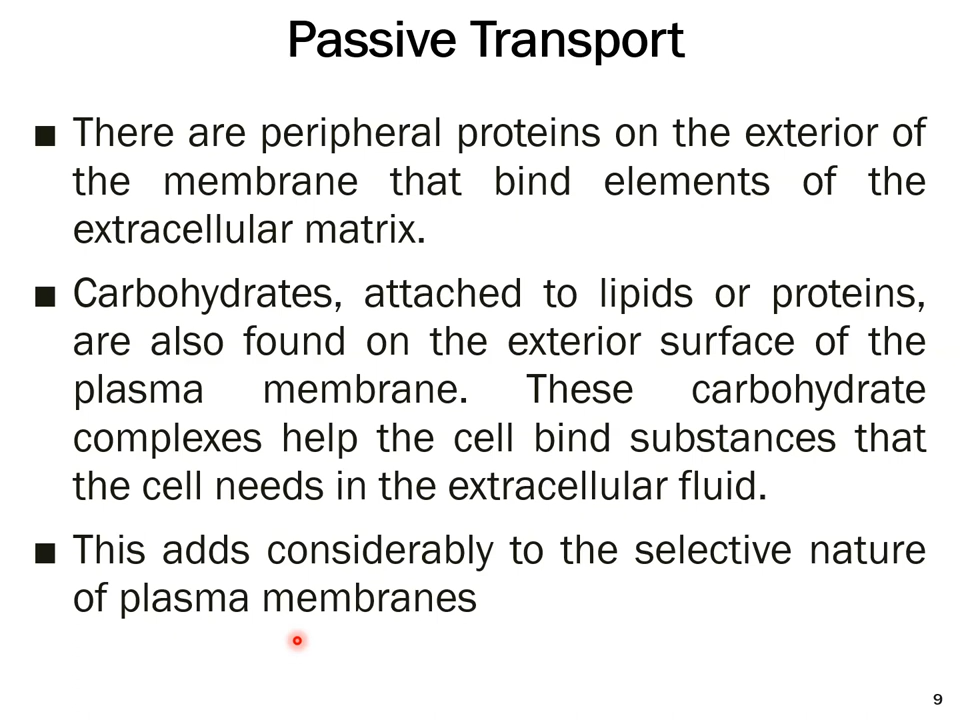 Passive Transport
■ There are peripheral proteins on the exterior of
the membrane that bind elements of the
extracellular matrix.
■ Carbohydrates, attached to lipids or proteins,
are also found on the exterior surface of the
plasma membrane. These carbohydrate
complexes help the cell bind substances that
the cell needs in the extracellular fluid.
■ This adds considerably to the selective nature
of plasma membranes
9